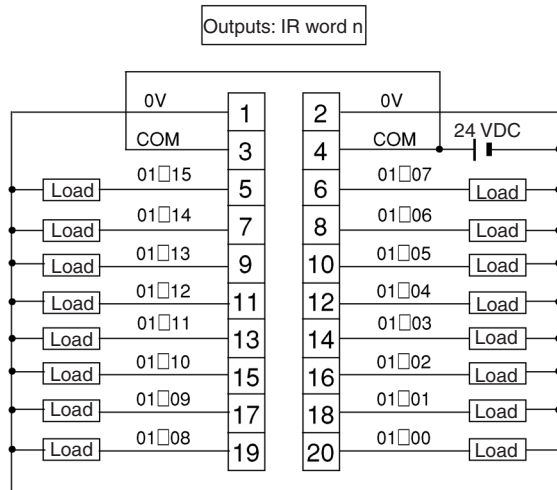 Outputs: IR word n
0V 1 2 0V
COM 3 4 COM 24 VDC
Load 01□15 5 6 01□07 Load
Load 01□14 7 8 01□06 Load
Load 01□13 9 10 01□05 Load
Load 01□12 11 12 01□04 Load
Load 01□11 13 14 01□03 Load
Load 01□10 15 16 01□02 Load
Load 01□09 17 18 01□01 Load
Load 01□08 19 20 01□00 Load